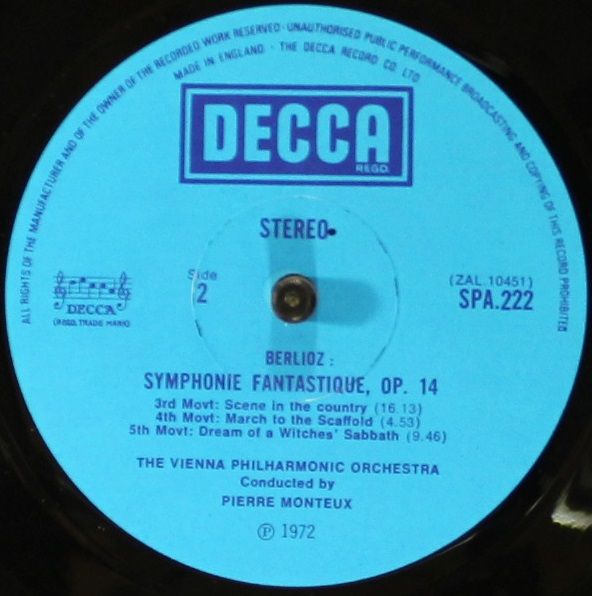 ALL RIGHTS OF THE MANUFACTURER AND OF THE OWNER OF THE RECORDED WORK RESERVED · UNAUTHORISED PUBLIC PERFORMANCE BROADCASTING AND COPYING OF THIS RECORD PROHIBITED
MADE IN ENGLAND · THE DECCA RECORD CO. LTD
DECCA
REGD.
STEREO
Side
2
(ZAL.10451)
SPA.222
DECCA
(REGD. TRADE MARK)
BERLIOZ :
SYMPHONIE FANTASTIQUE, OP. 14
3rd Movt: Scene in the country (16.13)
4th Movt: March to the Scaffold (4.53)
5th Movt: Dream of a Witches' Sabbath (9.46)
THE VIENNA PHILHARMONIC ORCHESTRA
Conducted by
PIERRE MONTEUX
℗ 1972